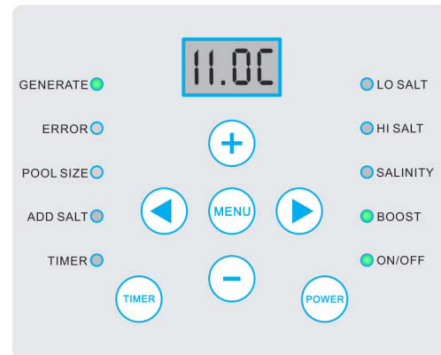 11.0C
GENERATE
ERROR
POOL SIZE
ADD SALT
TIMER
+
MENU
-
TIMER
POWER
LO SALT
HI SALT
SALINITY
BOOST
ON/OFF